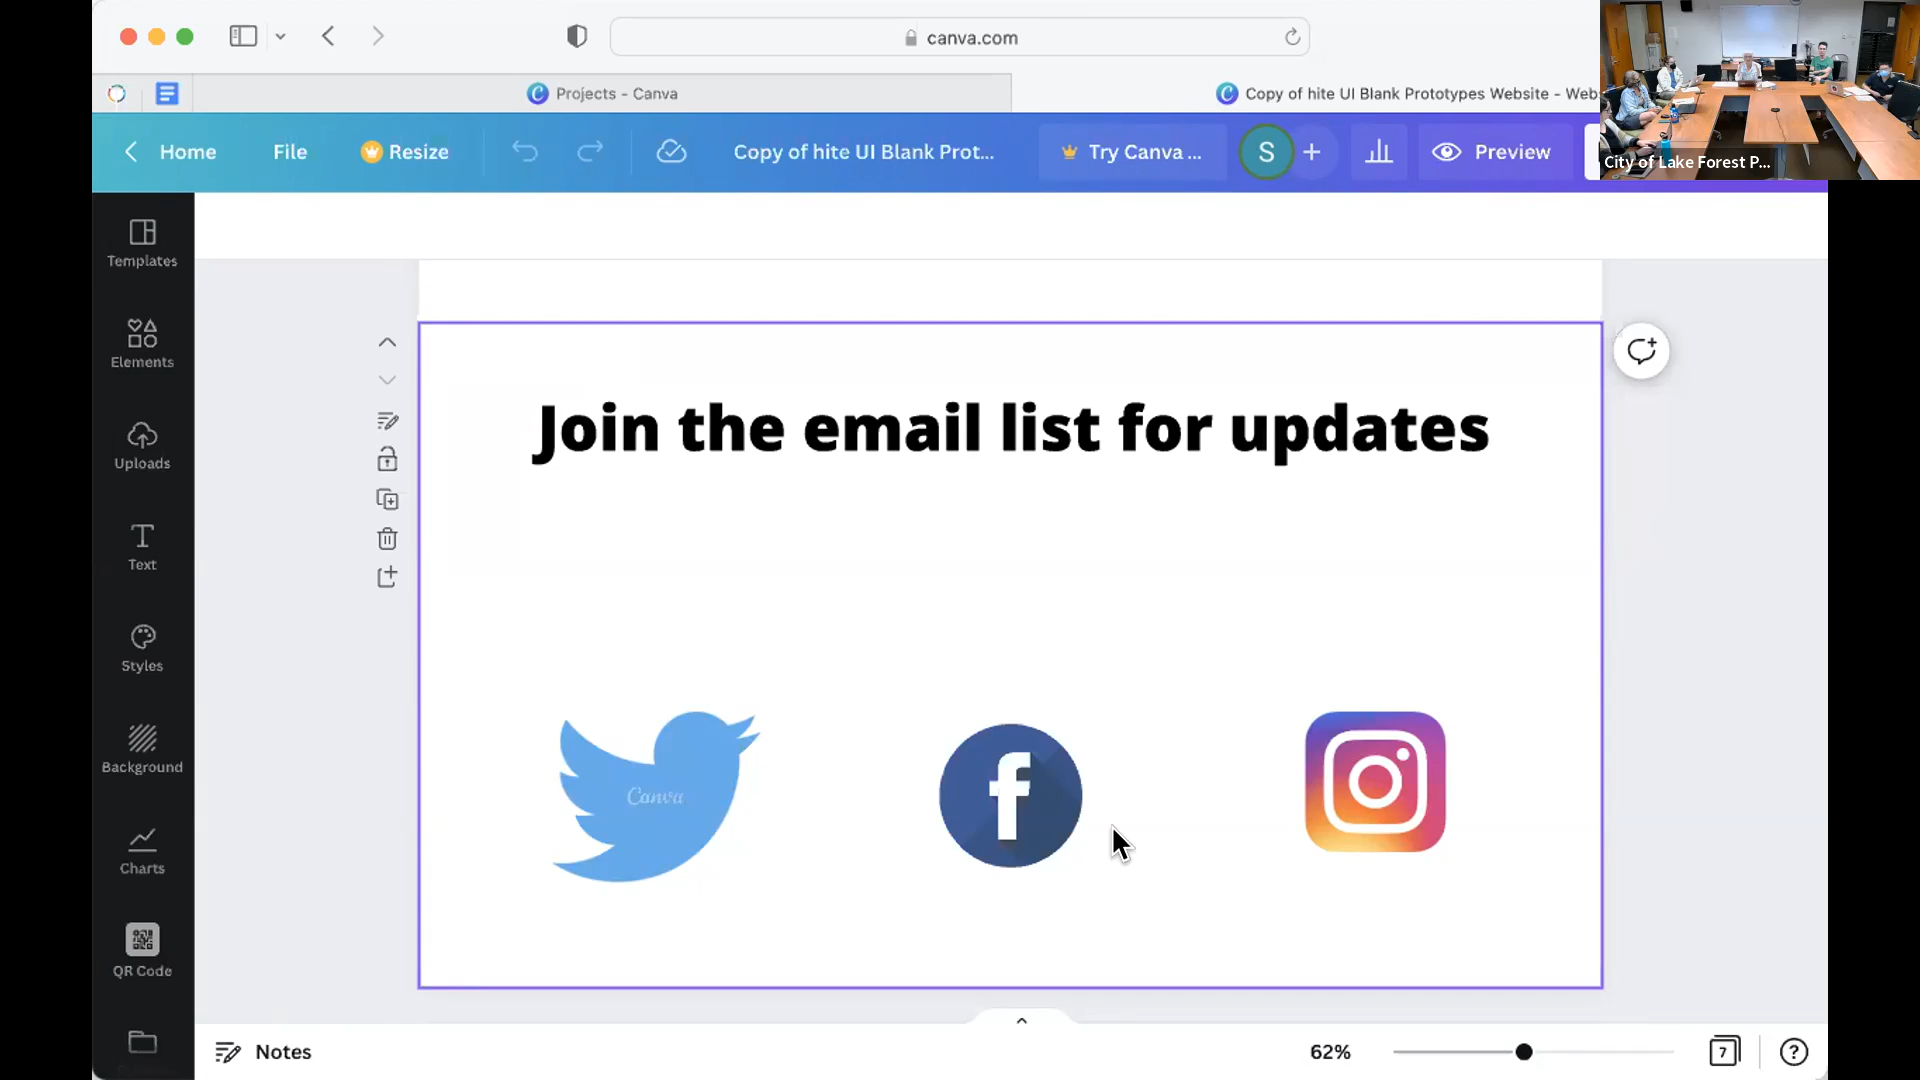 canva.com
Projects - Canva
Copy of hite UI Blank Prototypes Website - Web
Home
File
Resize
Copy of hite UI Blank Prot...
Try Canva ...
S
Preview
City of Lake Forest P...
Templates
Elements
Uploads
Text
Styles
Background
Charts
QR Code
Join the email list for updates
Canva
Notes
62%
7
?